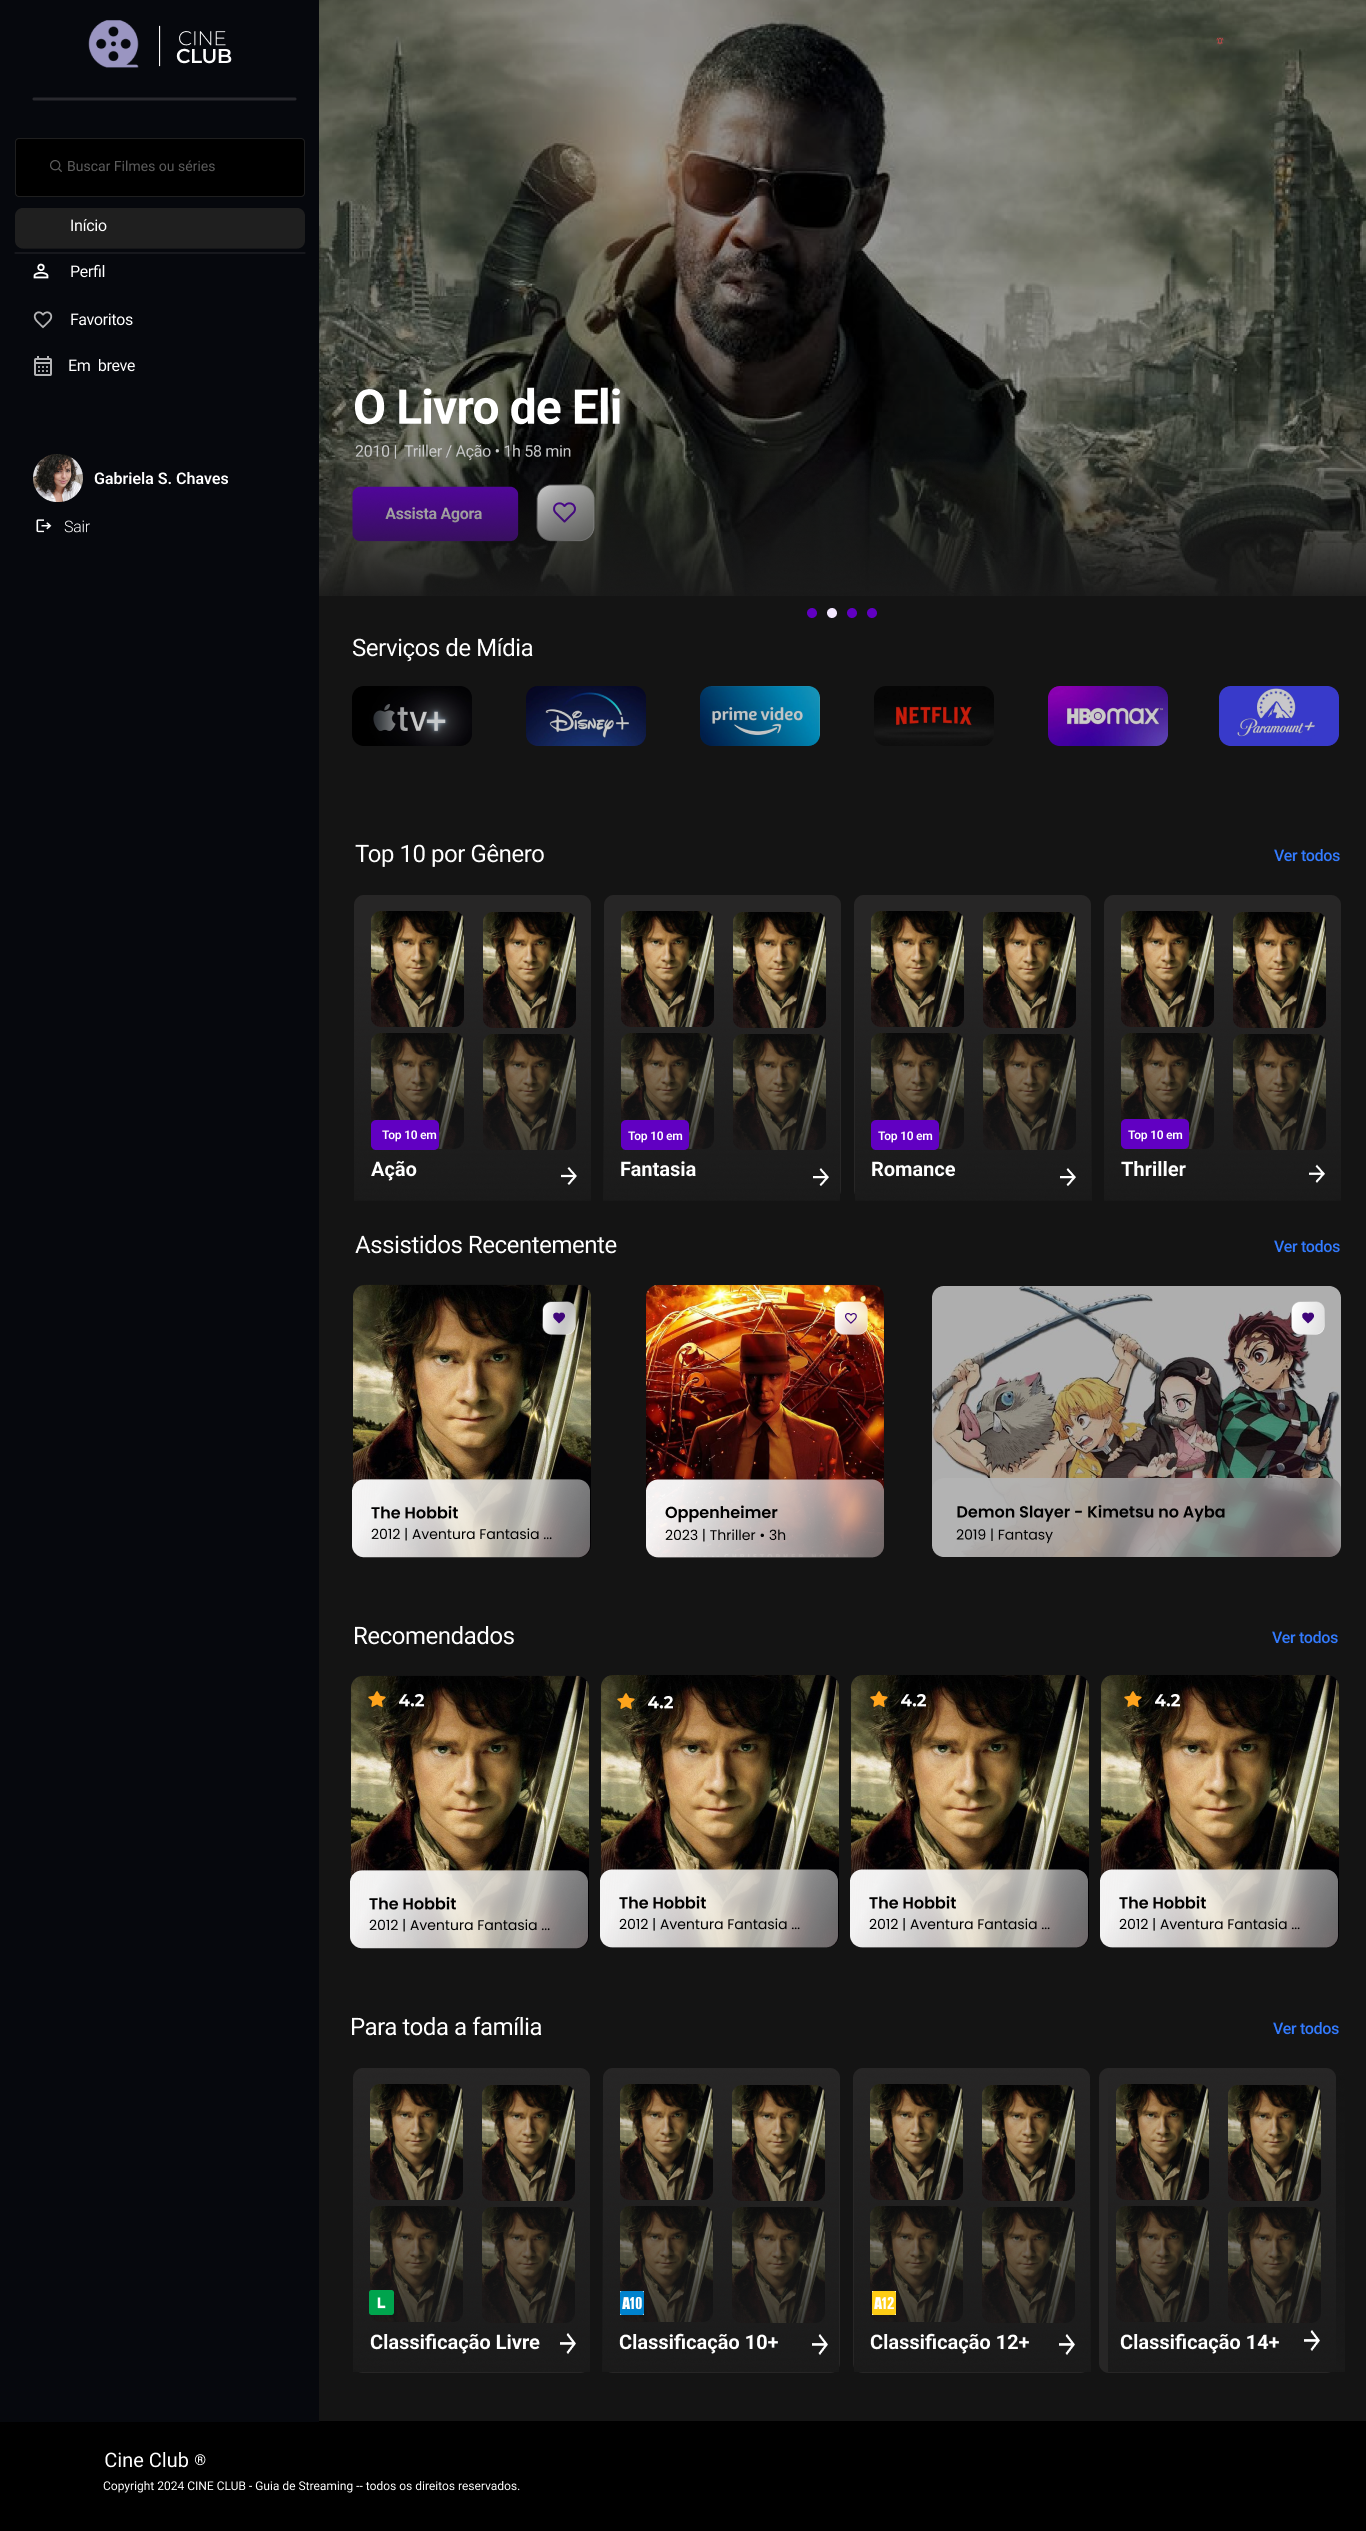 CINE
CLUB
Buscar Filmes ou séries
Início
Perfil
Favoritos
Em breve
Gabriela S. Chaves
Sair
O Livro de Eli
2010 | Triller / Ação • 1h 58 min
Assista Agora
Serviços de Mídia
tv+
Disney+
prime video
NETFLIX
HBOmax
Paramount+
Top 10 por Gênero
Ver todos
Top 10 em
Ação
Top 10 em
Fantasia
Top 10 em
Romance
Top 10 em
Thriller
Assistidos Recentemente
Ver todos
The Hobbit
2012 | Aventura Fantasia ...
Oppenheimer
2023 | Thriller • 3h
Demon Slayer - Kimetsu no Ayba
2019 | Fantasy
Recomendados
Ver todos
4.2
The Hobbit
2012 | Aventura Fantasia ...
4.2
The Hobbit
2012 | Aventura Fantasia ...
4.2
The Hobbit
2012 | Aventura Fantasia ...
4.2
The Hobbit
2012 | Aventura Fantasia ...
Para toda a família
Ver todos
L
Classificação Livre
A10
Classificação 10+
A12
Classificação 12+
Classificação 14+
Cine Club ®
Copyright 2024 CINE CLUB - Guia de Streaming -- todos os direitos reservados.